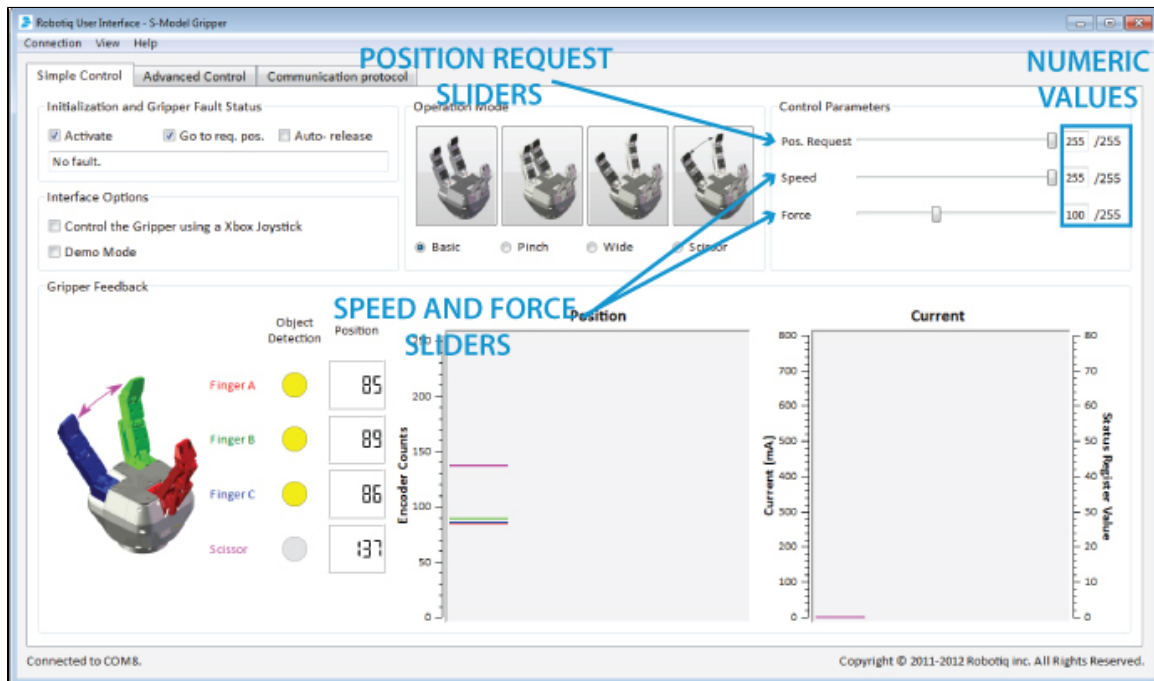 Robotiq User Interface - S-Model Gripper
Connection View Help
POSITION REQUEST
SLIDERS
NUMERIC
VALUES
Simple Control Advanced Control Communication protocol
Initialization and Gripper Fault Status
Activate Go to req. pos. Auto- release
No fault.
Interface Options
Control the Gripper using a Xbox Joystick
Demo Mode
Operation Mode
Basic Pinch Wide Scissor
Control Parameters
Pos. Request 255 /255
Speed 255 /255
Force 100 /255
Gripper Feedback
SPEED AND FORCE
SLIDERS
Object
Detection
Position
Finger A 85
Finger B 89
Finger C 86
Scissor 137
Position
Encoder Counts
250
200
150
100
50
0
Current
Current (mA)
800
700
600
500
400
300
200
100
0
80
70
60
50
40
30
20
10
0
Status Register Value
Connected to COM8.
Copyright © 2011-2012 Robotiq inc. All Rights Reserved.